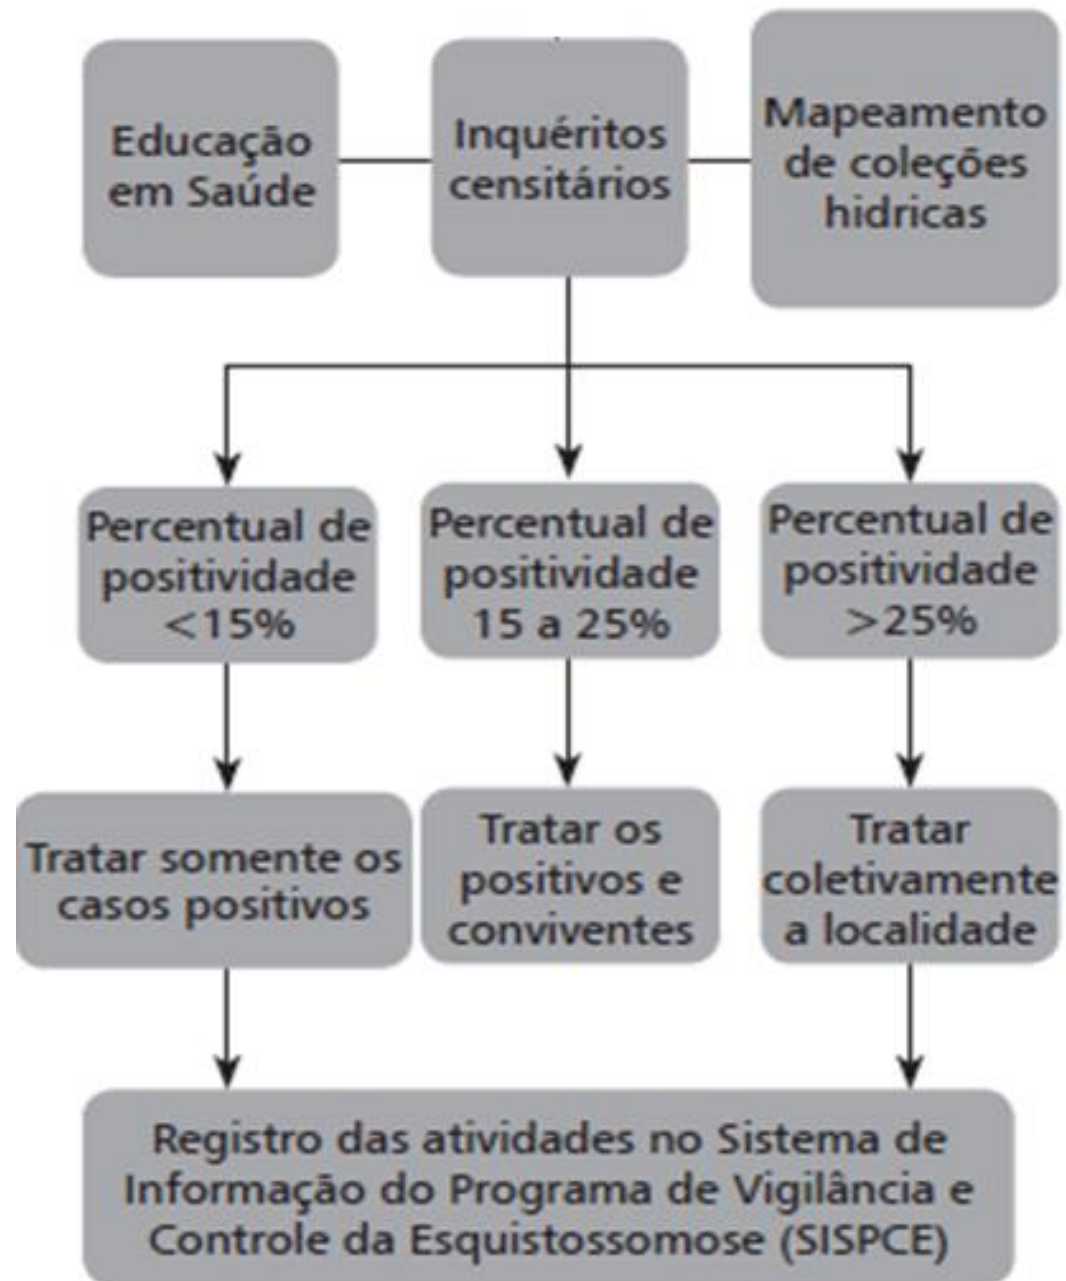 Educação
em Saúde
Inquéritos
censitários
Mapeamento
de coleções
hidricas
Percentual de
positividade
<15%
Percentual de
positividade
15 a 25%
Percentual de
positividade
>25%
Tratar somente os
casos positivos
Tratar os
positivos e
conviventes
Tratar
coletivamente
a localidade
Registro das atividades no Sistema de
Informação do Programa de Vigilância e
Controle da Esquistossomose (SISPCE)